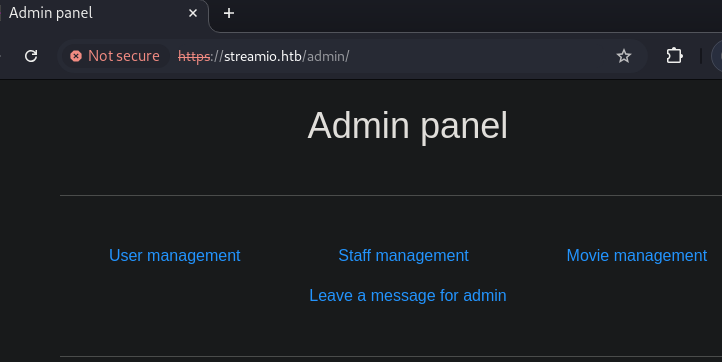 Admin panel
Not secure https://streamio.htb/admin/
Admin panel
User management Staff management Movie management
Leave a message for admin